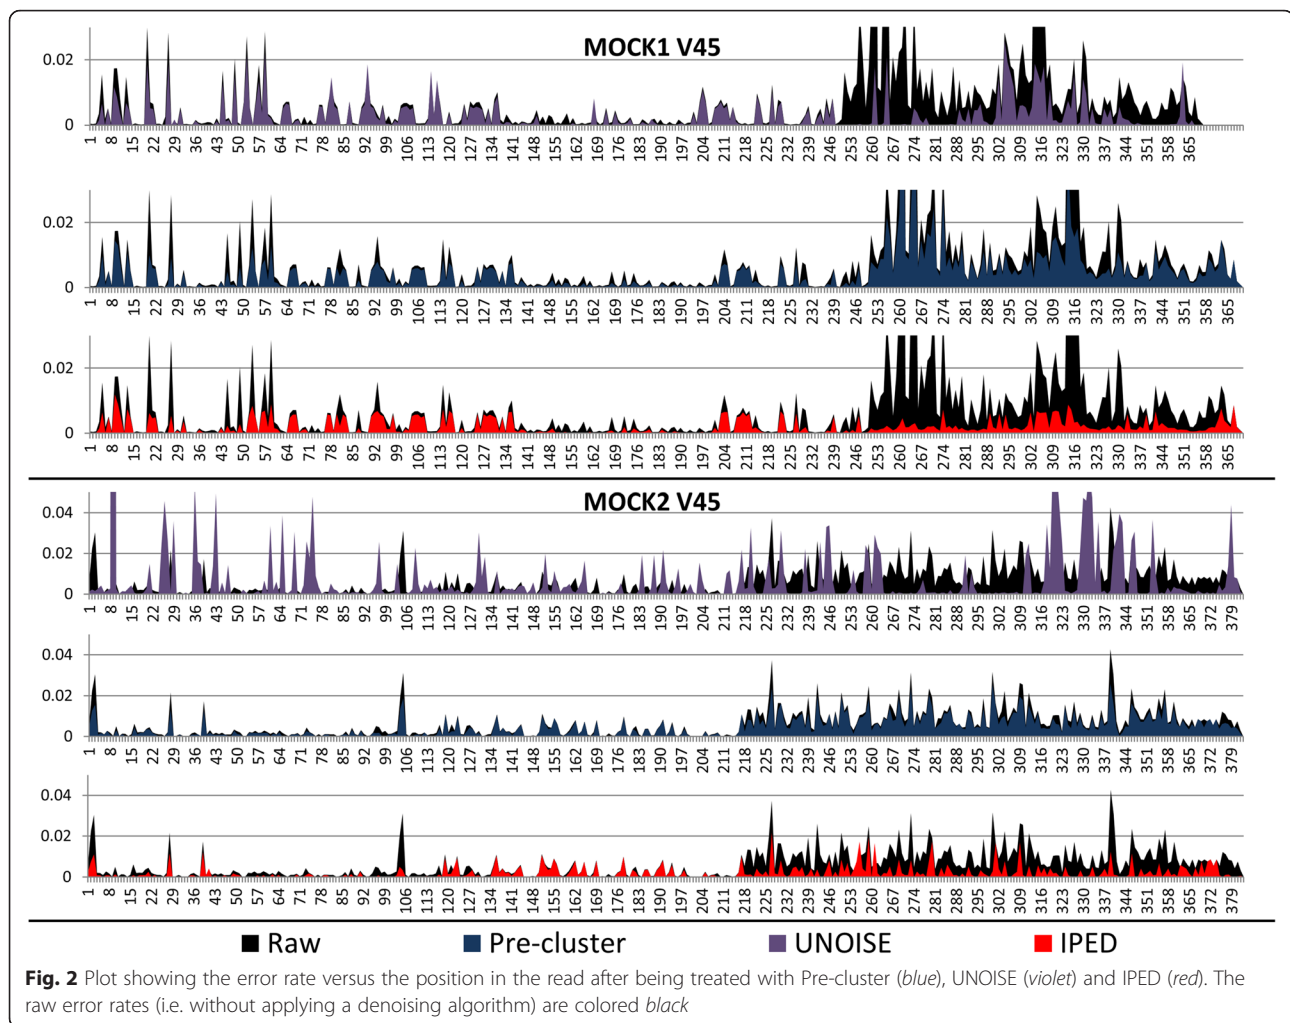 MOCK1 V45
0.02
0
1 8 15 22 29 36 43 50 57 64 71 78 85 92 99 106 113 120 127 134 141 148 155 162 169 176 183 190 197 204 211 218 225 232 239 246 253 260 267 274 281 288 295 302 309 316 323 330 337 344 351 358 365
0.02
0
1 8 15 22 29 36 43 50 57 64 71 78 85 92 99 106 113 120 127 134 141 148 155 162 169 176 183 190 197 204 211 218 225 232 239 246 253 260 267 274 281 288 295 302 309 316 323 330 337 344 351 358 365
0.02
0
1 8 15 22 29 36 43 50 57 64 71 78 85 92 99 106 113 120 127 134 141 148 155 162 169 176 183 190 197 204 211 218 225 232 239 246 253 260 267 274 281 288 295 302 309 316 323 330 337 344 351 358 365
MOCK2 V45
0.04
0.02
0
1 8 15 22 29 36 43 50 57 64 71 78 85 92 99 106 113 120 127 134 141 148 155 162 169 176 183 190 197 204 211 218 225 232 239 246 253 260 267 274 281 288 295 302 309 316 323 330 337 344 351 358 365 372 379
0.04
0.02
0
1 8 15 22 29 36 43 50 57 64 71 78 85 92 99 106 113 120 127 134 141 148 155 162 169 176 183 190 197 204 211 218 225 232 239 246 253 260 267 274 281 288 295 302 309 316 323 330 337 344 351 358 365 372 379
0.04
0.02
0
1 8 15 22 29 36 43 50 57 64 71 78 85 92 99 106 113 120 127 134 141 148 155 162 169 176 183 190 197 204 211 218 225 232 239 246 253 260 267 274 281 288 295 302 309 316 323 330 337 344 351 358 365 372 379
Raw Pre-cluster UNOISE IPED
Fig. 2 Plot showing the error rate versus the position in the read after being treated with Pre-cluster (blue), UNOISE (violet) and IPED (red). The
raw error rates (i.e. without applying a denoising algorithm) are colored black